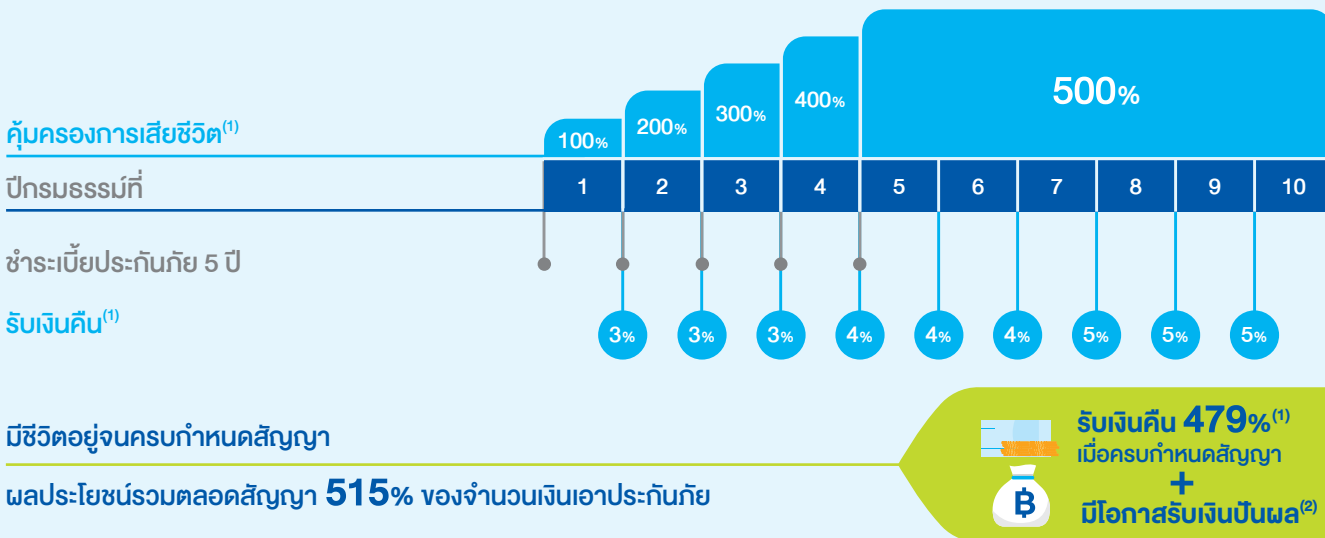 คุ้มครองการเสียชีวิต(1)
100% 200% 300% 400% 500%
ปีกรมธรรม์ที่ 1 2 3 4 5 6 7 8 9 10
ชำระเบี้ยประกันภัย 5 ปี
รับเงินคืน(1)
3% 3% 3% 4% 4% 4% 5% 5% 5%
มีชีวิตอยู่จนครบกำหนดสัญญา
ผลประโยชน์รวมตลอดสัญญา 515% ของจำนวนเงินเอาประกันภัย
รับเงินคืน 479%(1)
เมื่อครบกำหนดสัญญา
+
฿
มีโอกาสรับเงินปันผล(2)